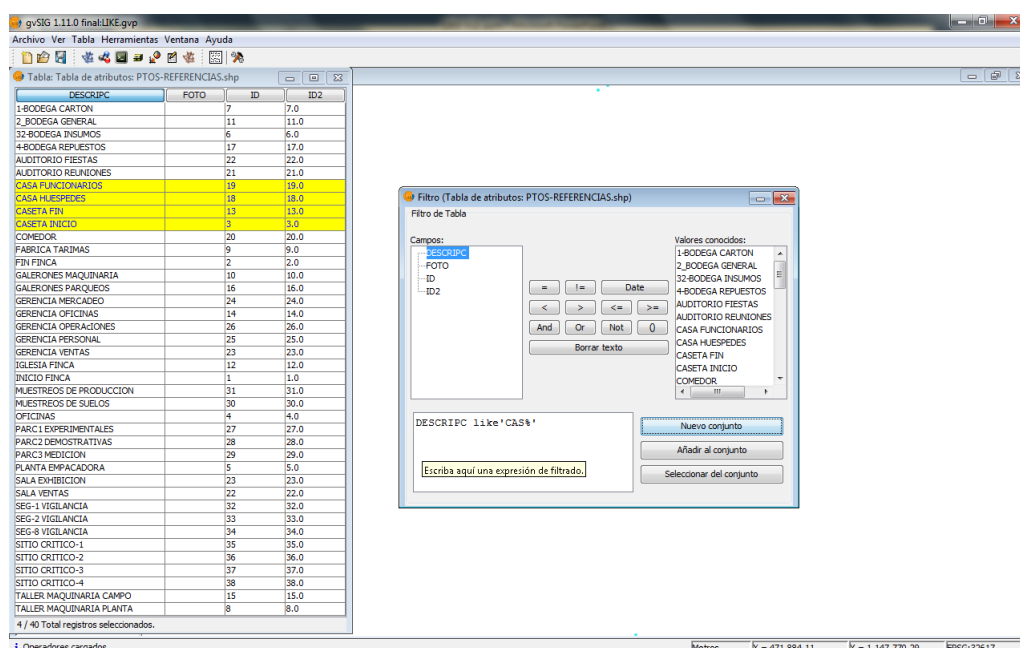 gvSIG 1.11.0 final:LIKE.gvp
Archivo Ver Tabla Herramientas Ventana Ayuda
Tabla: Tabla de atributos: PTOS-REFERENCIAS.shp
DESCRIPC FOTO ID ID2
1-BODEGA CARTON 7 7.0
2_BODEGA GENERAL 11 11.0
32-BODEGA INSUMOS 6 6.0
4-BODEGA REPUESTOS 17 17.0
AUDITORIO FIESTAS 22 22.0
AUDITORIO REUNIONES 21 21.0
CASA FUNCIONARIOS 19 19.0
CASA HUESPEDES 18 18.0
CASETA FIN 13 13.0
CASETA INICIO 3 3.0
COMEDOR 20 20.0
FABRICA TARIMAS 9 9.0
FIN FINCA 2 2.0
GALERONES MAQUINARIA 10 10.0
GALERONES PARQUEOS 16 16.0
GERENCIA MERCADEO 24 24.0
GERENCIA OFICINAS 14 14.0
GERENCIA OPERAcIONES 26 26.0
GERENCIA PERSONAL 25 25.0
GERENCIA VENTAS 23 23.0
IGLESIA FINCA 12 12.0
INICIO FINCA 1 1.0
MUESTREOS DE PRODUCCION 31 31.0
MUESTREOS DE SUELOS 30 30.0
OFICINAS 4 4.0
PARC1 EXPERIMENTALES 27 27.0
PARC2 DEMOSTRATIVAS 28 28.0
PARC3 MEDICION 29 29.0
PLANTA EMPACADORA 5 5.0
SALA EXHIBICION 23 23.0
SALA VENTAS 22 22.0
SEG-1 VIGILANCIA 32 32.0
SEG-2 VIGILANCIA 33 33.0
SEG-8 VIGILANCIA 34 34.0
SITIO CRITICO-1 35 35.0
SITIO CRITICO-2 36 36.0
SITIO CRITICO-3 37 37.0
SITIO CRITICO-4 38 38.0
TALLER MAQUINARIA CAMPO 15 15.0
TALLER MAQUINARIA PLANTA 8 8.0
4 / 40 Total registros seleccionados.
Filtro (Tabla de atributos: PTOS-REFERENCIAS.shp)
Filtro de Tabla
Campos:
DESCRIPC
FOTO
ID
ID2
= != Date
< > <= >=
And Or Not ()
Borrar texto
Valores conocidos:
1-BODEGA CARTON
2_BODEGA GENERAL
32-BODEGA INSUMOS
4-BODEGA REPUESTOS
AUDITORIO FIESTAS
AUDITORIO REUNIONES
CASA FUNCIONARIOS
CASA HUESPEDES
CASETA FIN
CASETA INICIO
COMEDOR
DESCRIPC like'CAS%'
Escriba aquí una expresión de filtrado.
Nuevo conjunto
Añadir al conjunto
Seleccionar del conjunto
Operadores cargados
Metros X = 471.884,11 Y = 1.147.770,29 EPSG:32617